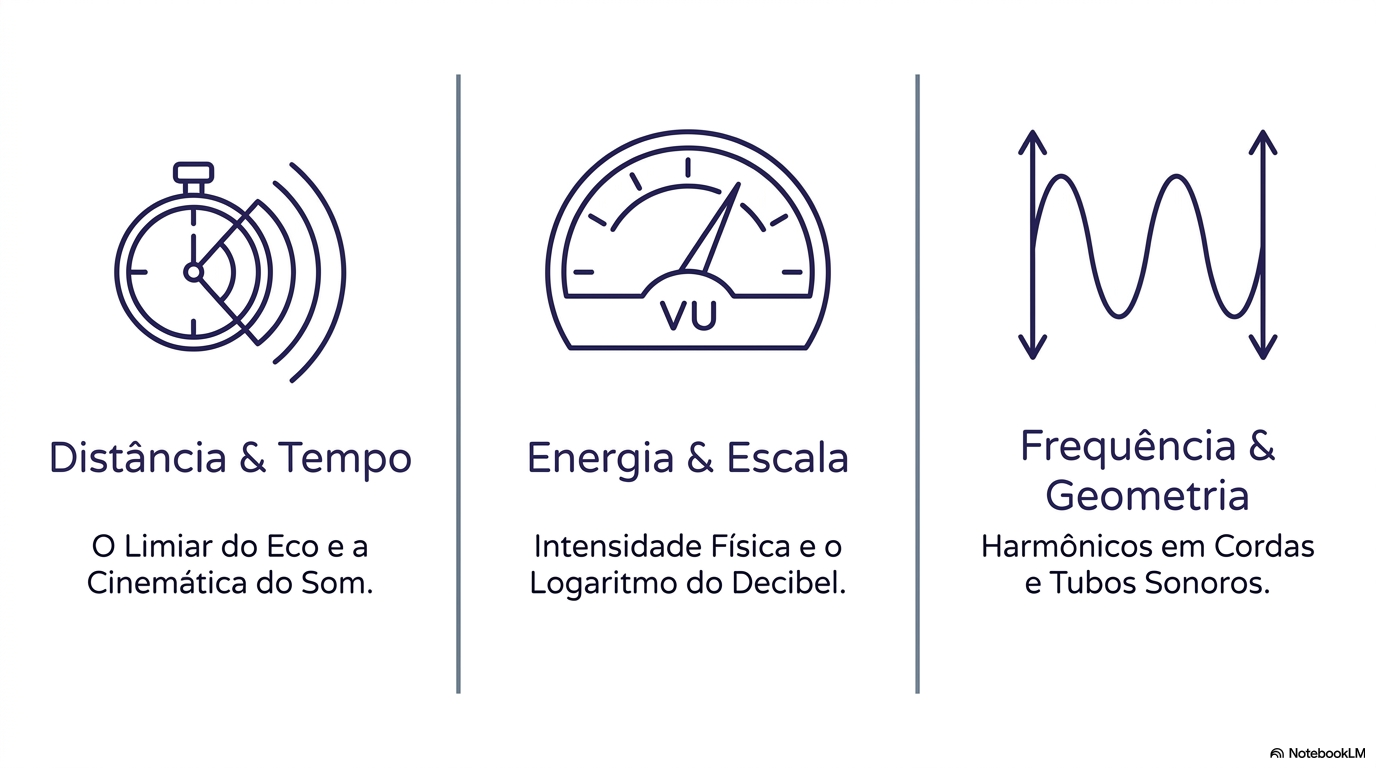 VU
Distância & Tempo
O Limiar do Eco e a
Cinemática do Som.
Energia & Escala
Intensidade Física e o
Logaritmo do Decibel.
Frequência &
Geometria
Harmônicos em Cordas
e Tubos Sonoros.
NotebookLM